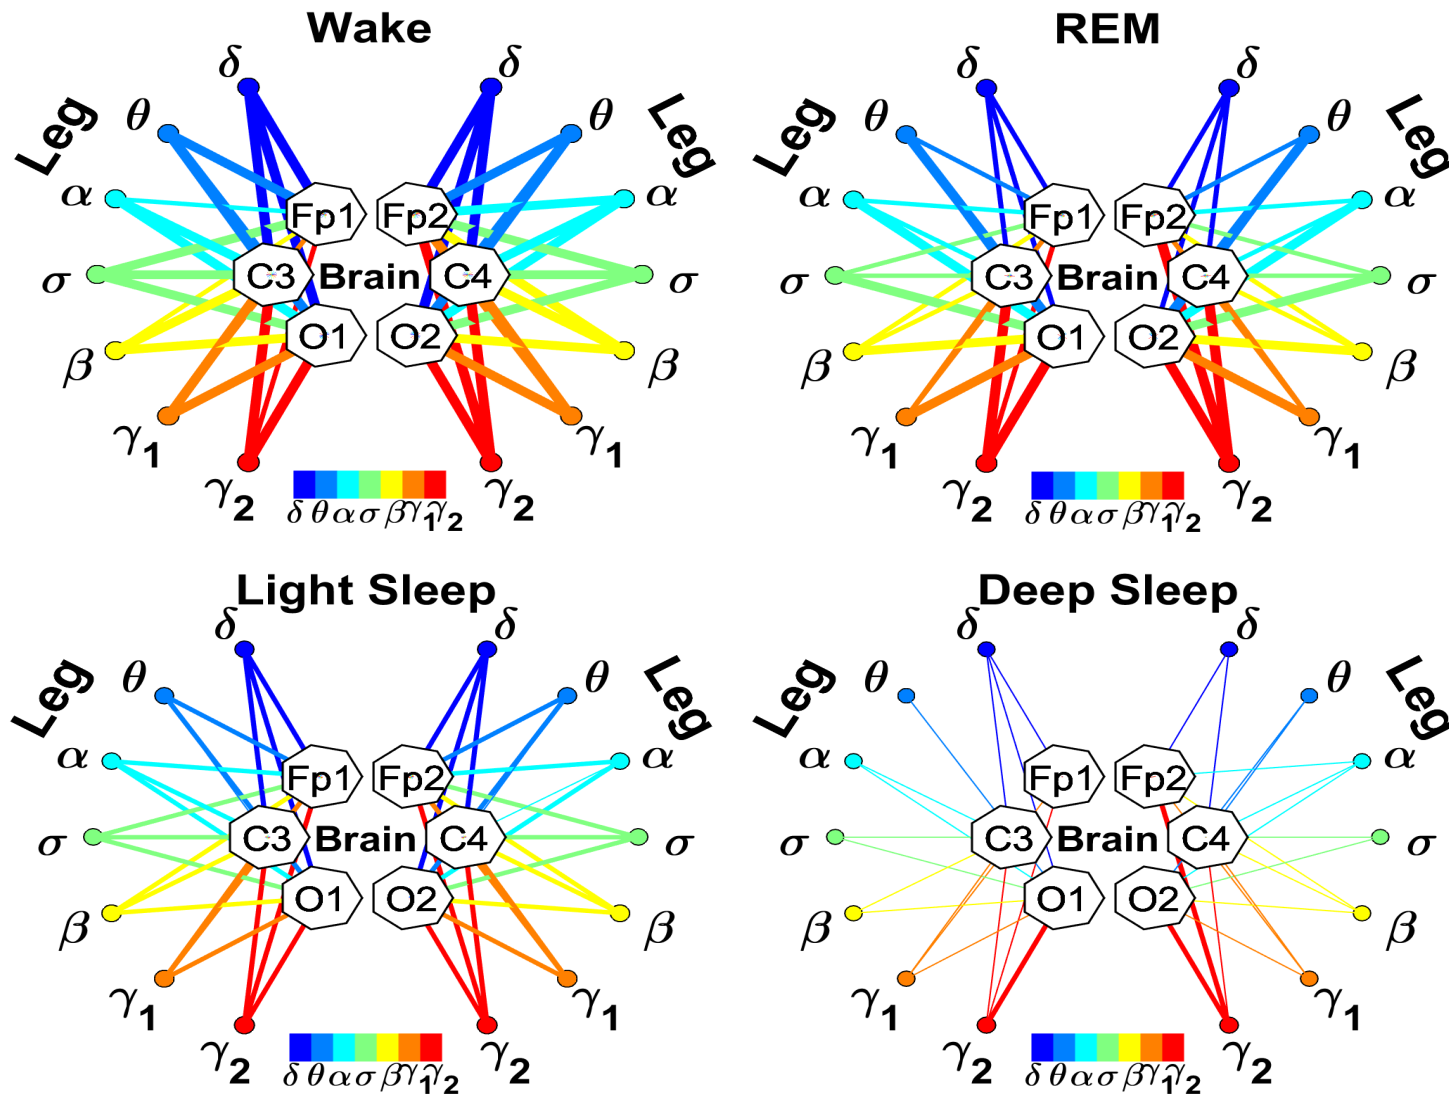 Wake
δ δ
Leg θ θ Leg
α Fp1 Fp2 α
σ C3 Brain C4 σ
β O1 O2 β
γ1 γ1
γ2 γ2
δ θ α σ β γ1 γ2
REM
δ δ
Leg θ θ Leg
α Fp1 Fp2 α
σ C3 Brain C4 σ
β O1 O2 β
γ1 γ1
γ2 γ2
δ θ α σ β γ1 γ2
Light Sleep
δ δ
Leg θ θ Leg
α Fp1 Fp2 α
σ C3 Brain C4 σ
β O1 O2 β
γ1 γ1
γ2 γ2
δ θ α σ β γ1 γ2
Deep Sleep
δ δ
Leg θ θ Leg
α Fp1 Fp2 α
σ C3 Brain C4 σ
β O1 O2 β
γ1 γ1
γ2 γ2
δ θ α σ β γ1 γ2